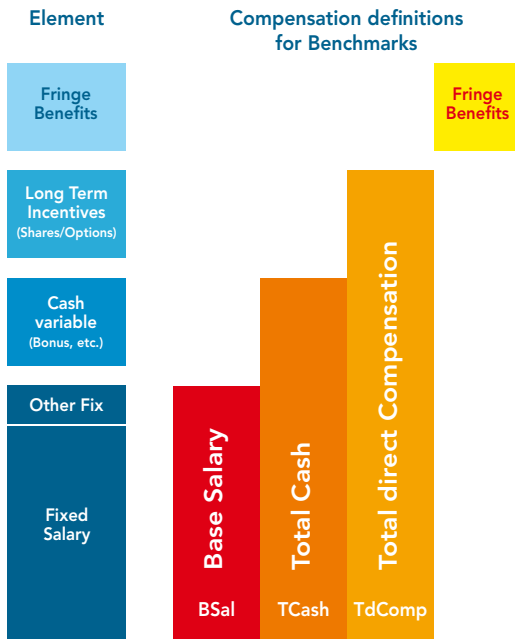 Element
Compensation definitions
for Benchmarks
Fringe
Benefits
Fringe
Benefits
Long Term
Incentives
(Shares/Options)
Cash
variable
(Bonus, etc.)
Other Fix
Fixed
Salary
Base Salary
BSal
Total Cash
TCash
Total direct Compensation
TdComp